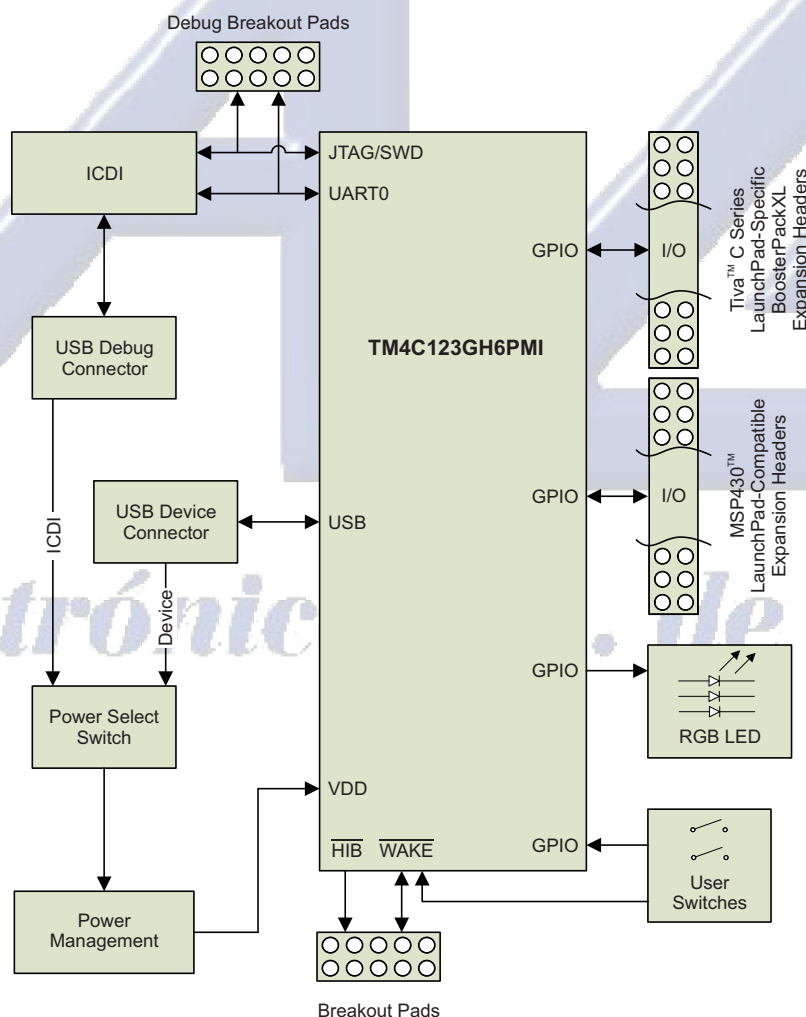 Debug Breakout Pads
ICDI
JTAG/SWD
UART0
GPIO
I/O
Tiva™ C Series
LaunchPad-Specific
BoosterPackXL
Expansion Headers
USB Debug
Connector
TM4C123GH6PMI
USB Device
Connector
USB
GPIO
I/O
MSP430™
LaunchPad-Compatible
Expansion Headers
ICDI
Device
trónic
. de
GPIO
RGB LED
Power Select
Switch
VDD
HIB
WAKE
GPIO
User
Switches
Power
Management
Breakout Pads